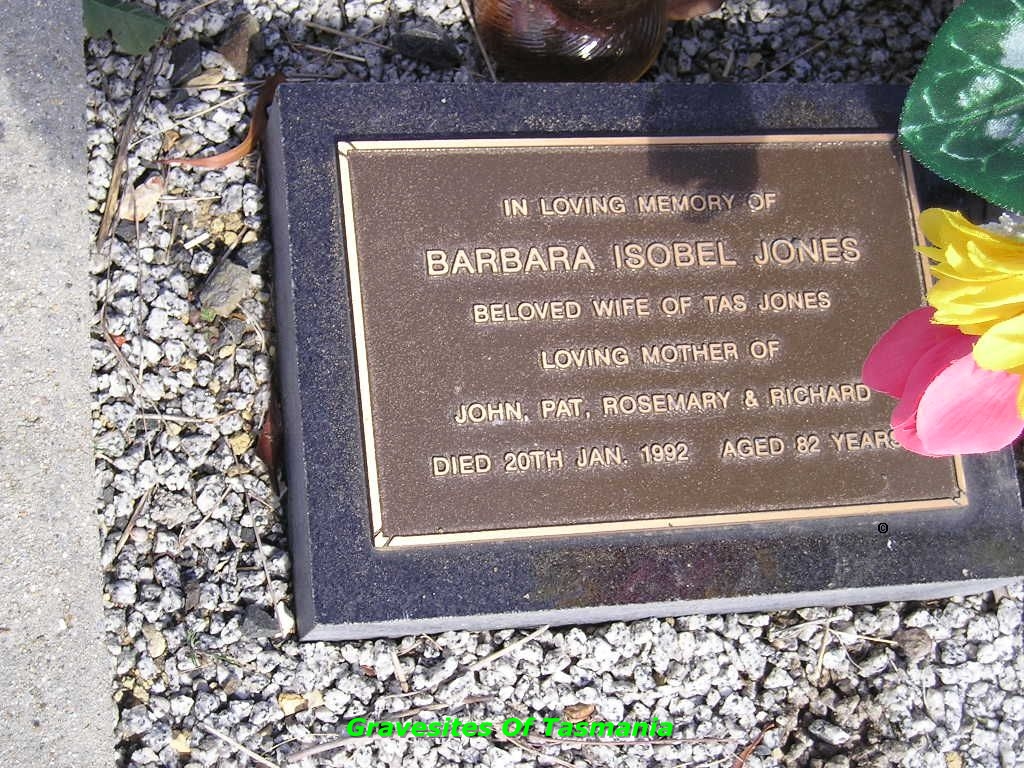 IN LOVING MEMORY OF
BARBARA ISOBEL JONES
BELOVED WIFE OF TAS JONES
LOVING MOTHER OF
JOHN, PAT, ROSEMARY & RICHARD
DIED 20TH JAN. 1992 AGED 82 YEARS
©
Gravesites Of Tasmania